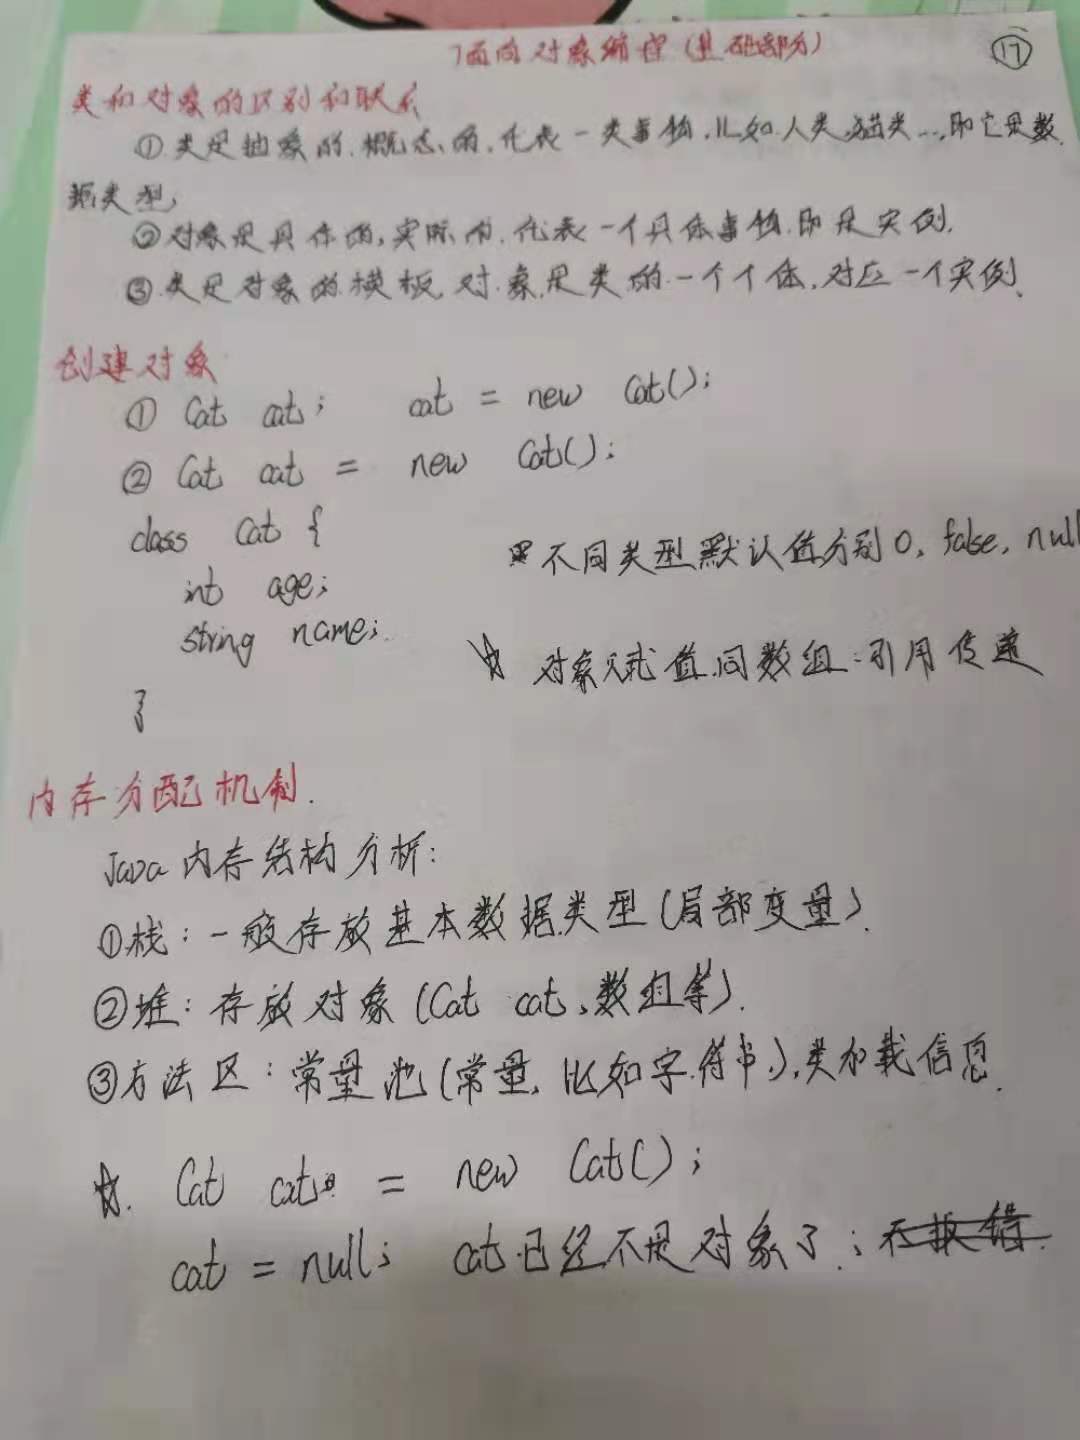 7面向对象编程(基础部分) 17
类和对象的区别和联系
①类是抽象的,概念的,代表一类事物,比如人类,猫类...,即它是数
据类型,
②对象是具体的,实际的,代表一个具体事物.即是实例.
③类是对象的模板,对象是类的一个个体,对应一个实例.
创建对象
① Cat cat; cat = new Cat();
② Cat cat = new Cat();
class Cat {
不同类型默认值分别0, false, null
int age;
string name;
☆ 对象赋值同数组:引用传递
}
内存分配机制.
Java内存结构分析:
①栈:一般存放基本数据类型(局部变量).
②堆:存放对象(Cat cat,数组等).
③方法区:常量池(常量,比如字符串),类加载信息.
☆. Cat cat = new Cat();
cat = null; cat已经不是对象了;不报错.